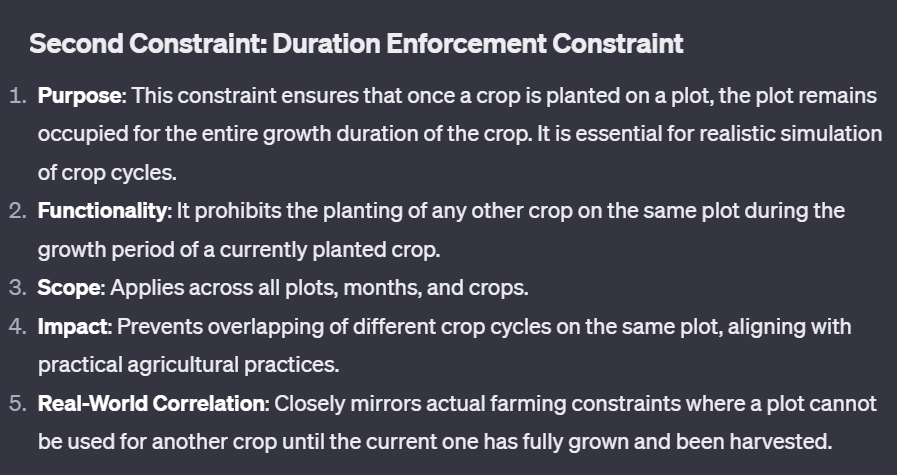 Second Constraint: Duration Enforcement Constraint
1. Purpose: This constraint ensures that once a crop is planted on a plot, the plot remains
occupied for the entire growth duration of the crop. It is essential for realistic simulation
of crop cycles.
2. Functionality: It prohibits the planting of any other crop on the same plot during the
growth period of a currently planted crop.
3. Scope: Applies across all plots, months, and crops.
4. Impact: Prevents overlapping of different crop cycles on the same plot, aligning with
practical agricultural practices.
5. Real-World Correlation: Closely mirrors actual farming constraints where a plot cannot
be used for another crop until the current one has fully grown and been harvested.